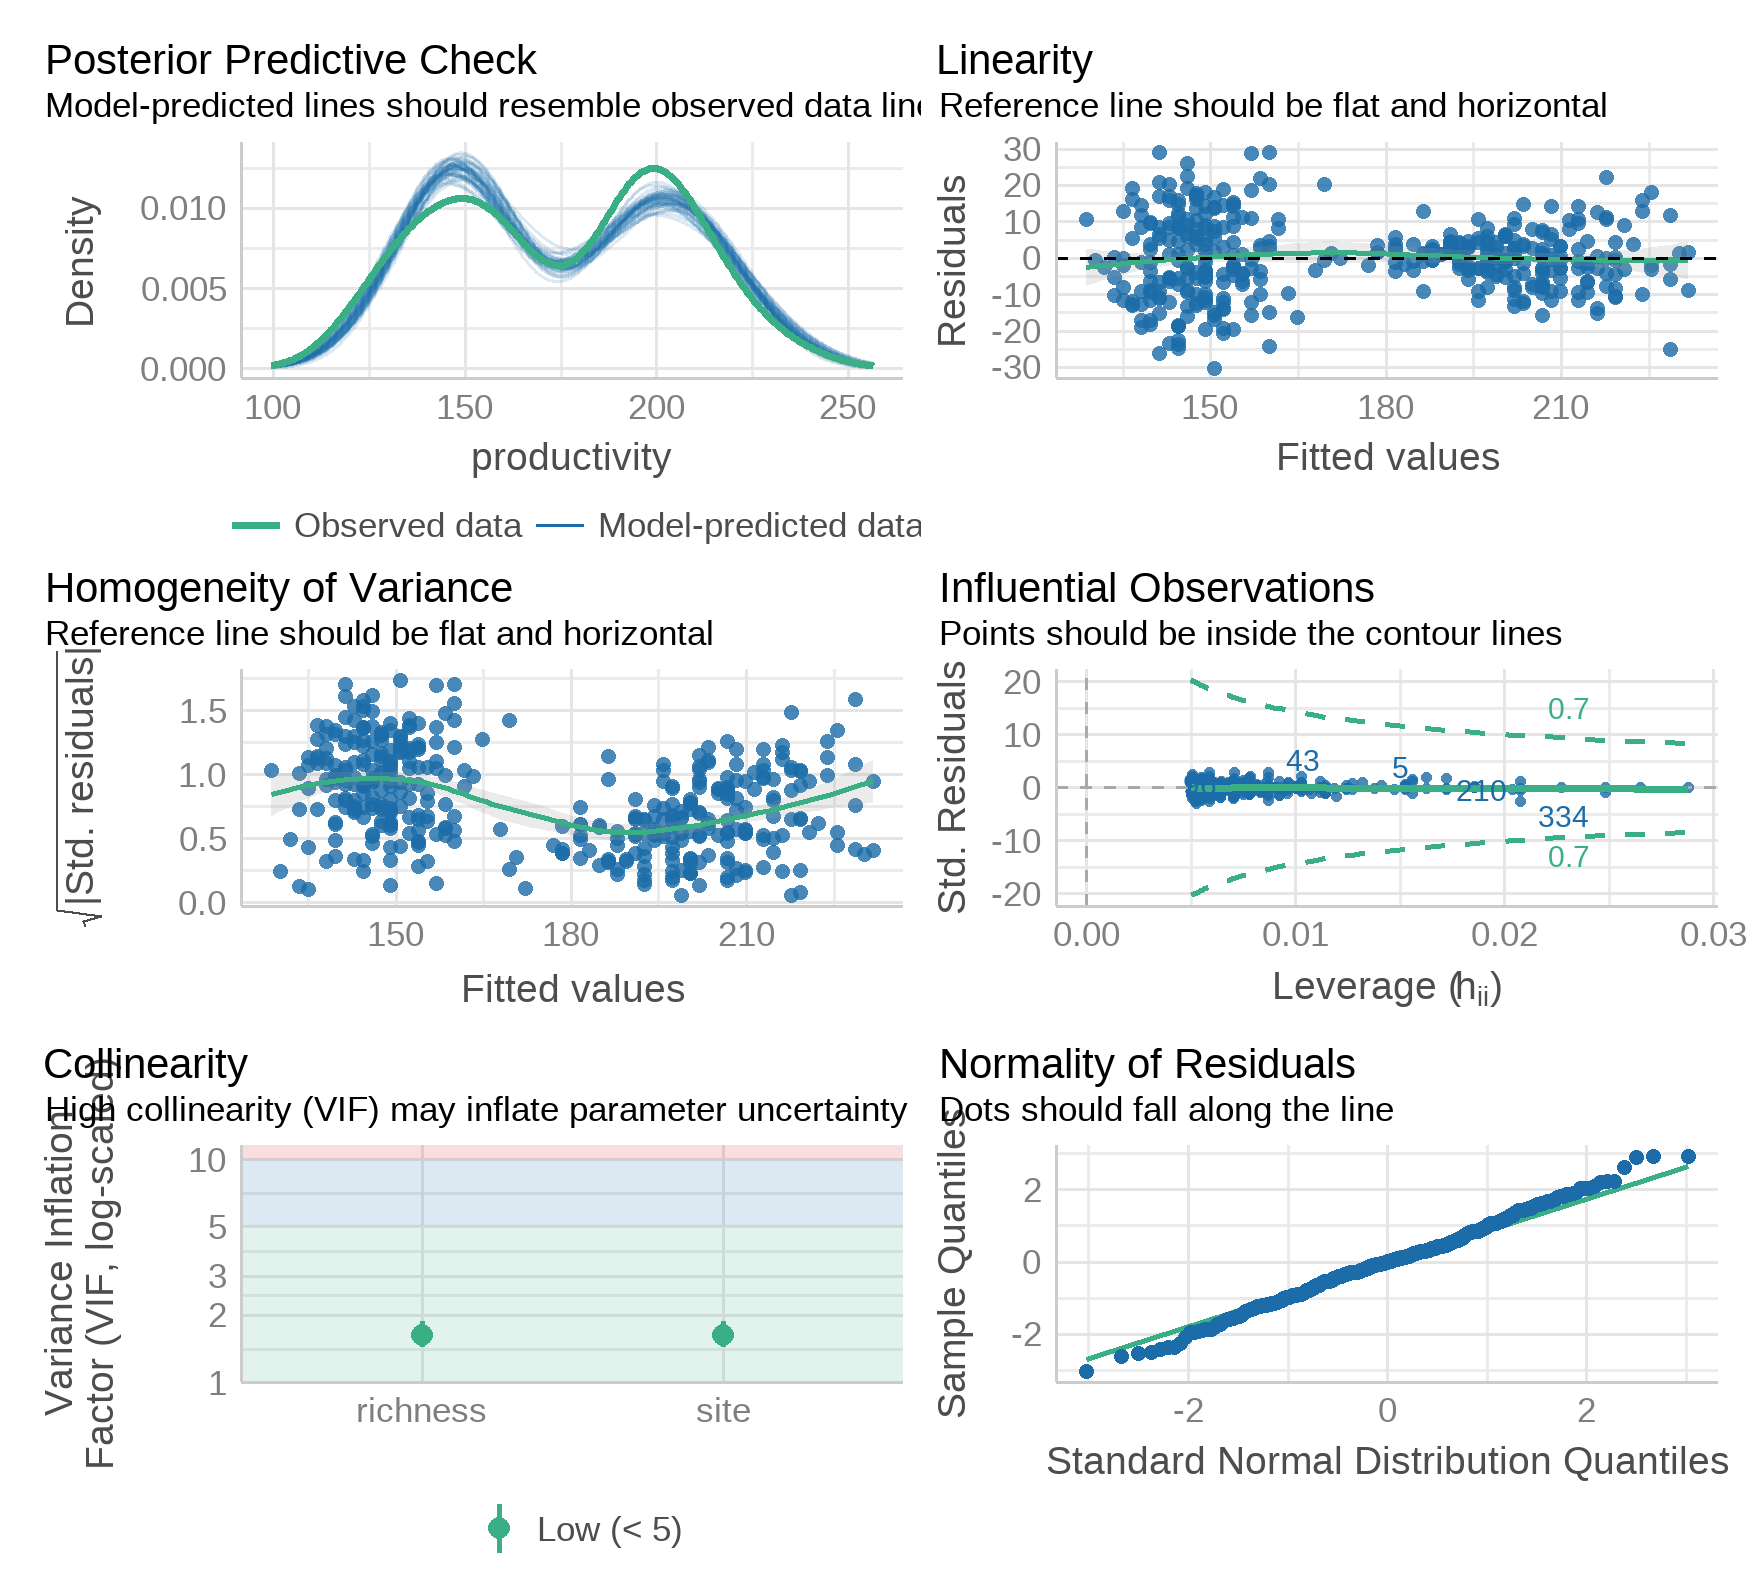 Posterior Predictive Check
Model-predicted lines should resemble observed data line
Density
0.010
0.005
0.000
100
150
200
250
productivity
Observed data
Model-predicted data
Linearity
Reference line should be flat and horizontal
Residuals
30
20
10
0
-10
-20
-30
150
180
210
Fitted values
Homogeneity of Variance
Reference line should be flat and horizontal
√|Std. residuals|
1.5
1.0
0.5
0.0
150
180
210
Fitted values
Influential Observations
Points should be inside the contour lines
Std. Residuals
20
10
0
-10
-20
0.7
43
5
210
334
0.7
0.00
0.01
0.02
0.03
Leverage (hii)
Collinearity
High collinearity (VIF) may inflate parameter uncertainty
Variance Inflation
Factor (VIF, log-scaled)
10
5
3
2
1
richness
site
Low (< 5)
Normality of Residuals
Dots should fall along the line
Sample Quantiles
2
0
-2
-2
0
2
Standard Normal Distribution Quantiles